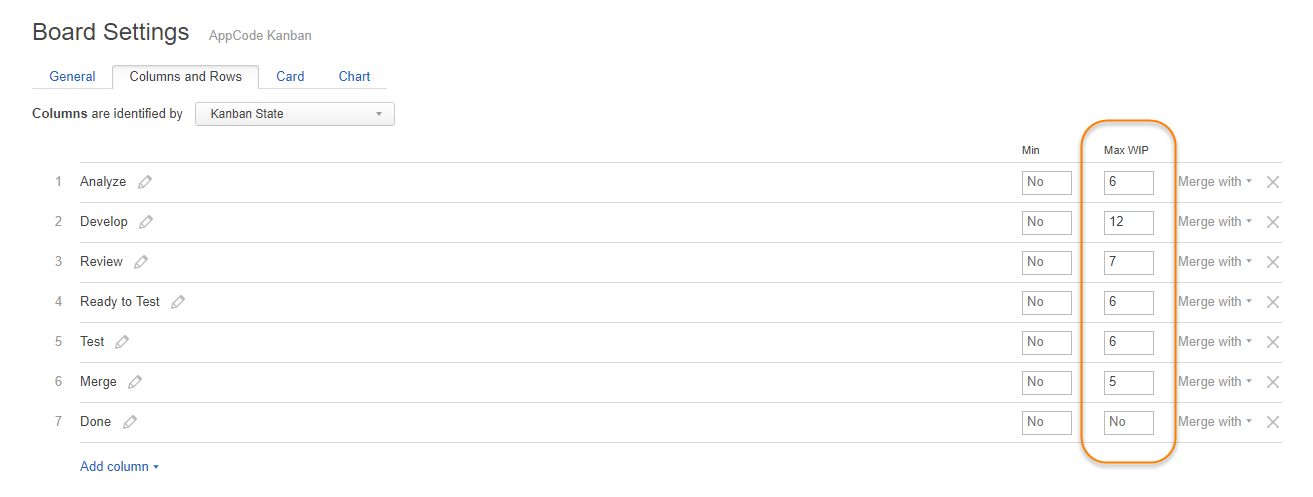 Board Settings AppCode Kanban
General Columns and Rows Card Chart
Columns are identified by Kanban State
Min Max WIP
1 Analyze No 6 Merge with
2 Develop No 12 Merge with
3 Review No 7 Merge with
4 Ready to Test No 6 Merge with
5 Test No 6 Merge with
6 Merge No 5 Merge with
7 Done No No Merge with
Add column